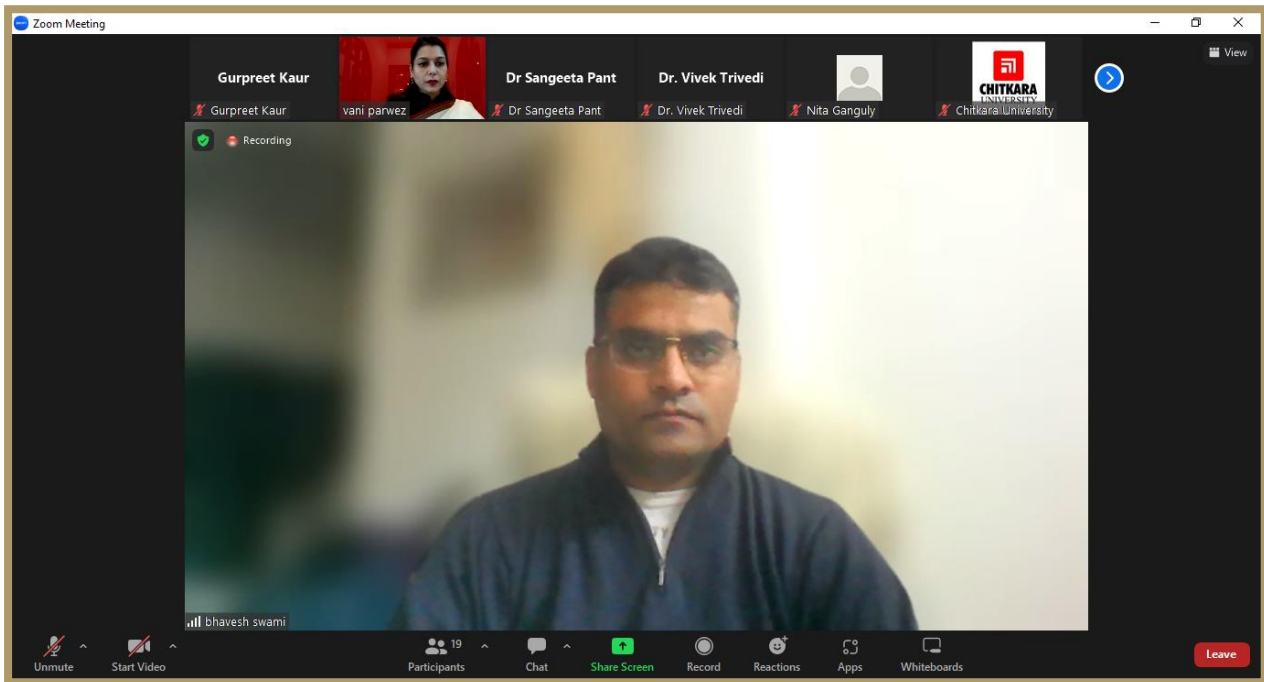 Zoom Meeting
View
Gurpreet Kaur
Dr Sangeeta Pant
Dr. Vivek Trivedi
CHITKARA
UNIVERSITY
Gurpreet Kaur
vani parwez
Dr Sangeeta Pant
Dr. Vivek Trivedi
Nita Ganguly
Chitkara University
Recording
bhavesh swami
19
Unmute
Start Video
Participants
Chat
Share Screen
Record
Reactions
Apps
Whiteboards
Leave